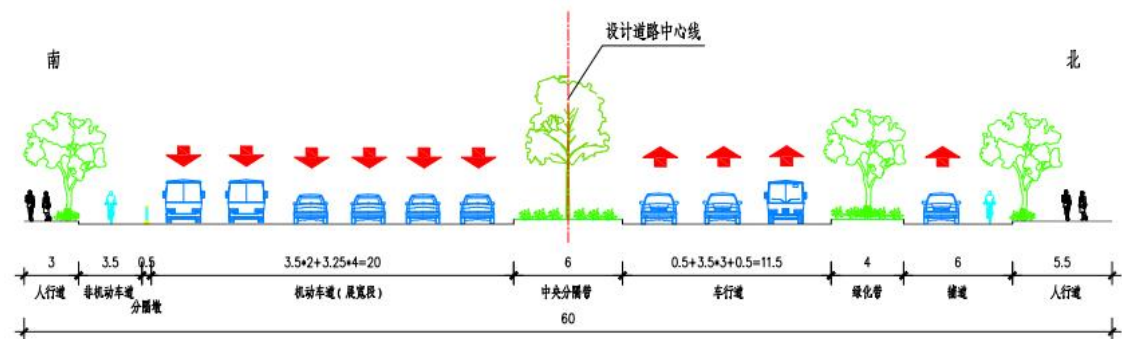 设计道路中心线
南
北
3
3.5
0.5
3.5*2+3.25*4=20
6
0.5+3.5*3+0.5=11.5
4
6
5.5
人行道
非机动车道
分隔墩
机动车道(展宽段)
中央分隔带
车行道
绿化带
辅道
人行道
60